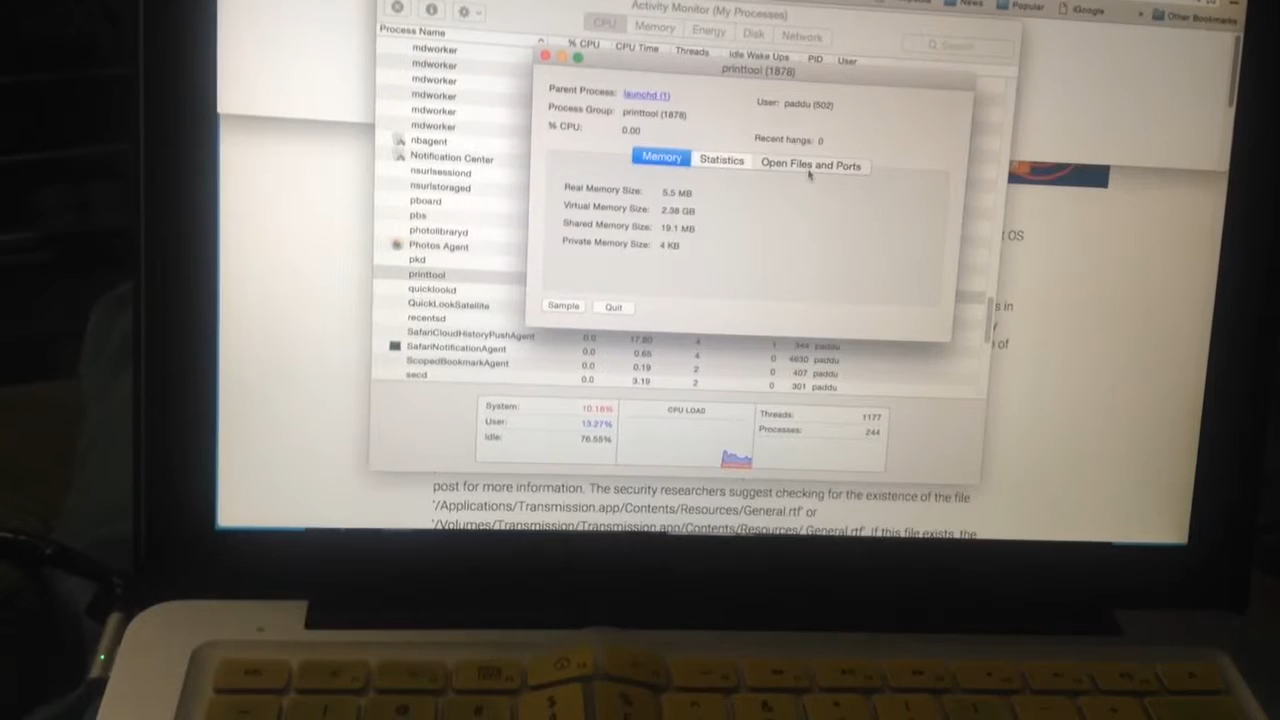 News
Popular
iGoogle
Other Bookmarks
Activity Monitor (My Processes)
CPU
Memory
Energy
Disk
Network
Search
Process Name
% CPU
CPU Time
Threads
Idle Wake Ups
PID
User
mdworker
mdworker
mdworker
mdworker
mdworker
mdworker
nbagent
Notification Center
nsurlsessiond
nsurlstoraged
pboard
pbs
photolibraryd
Photos Agent
pkd
printtool
quicklookd
QuickLookSatellite
recentsd
SafariCloudHistoryPushAgent 0.0 17.80 4 1 344 paddu
SafariNotificationAgent 0.0 0.65 4 0 4630 paddu
ScopedBookmarkAgent 0.0 0.19 2 0 407 paddu
secd 0.0 3.19 2 0 301 paddu
printtool (1878)
Parent Process: launchd (1)
User: paddu (502)
Process Group: printtool (1878)
% CPU: 0.00
Recent hangs: 0
Memory
Statistics
Open Files and Ports
Real Memory Size: 5.5 MB
Virtual Memory Size: 2.38 GB
Shared Memory Size: 19.1 MB
Private Memory Size: 4 KB
Sample
Quit
System: 10.18%
User: 13.27%
Idle: 76.55%
CPU LOAD
Threads: 1177
Processes: 244
OS
s in
of
post for more information. The security researchers suggest checking for the existence of the file
'/Applications/Transmission.app/Contents/Resources/General.rtf' or
'/Volumes/Transmission/Transmission.app/Contents/Resources/ General.rtf'. If this file exists, the